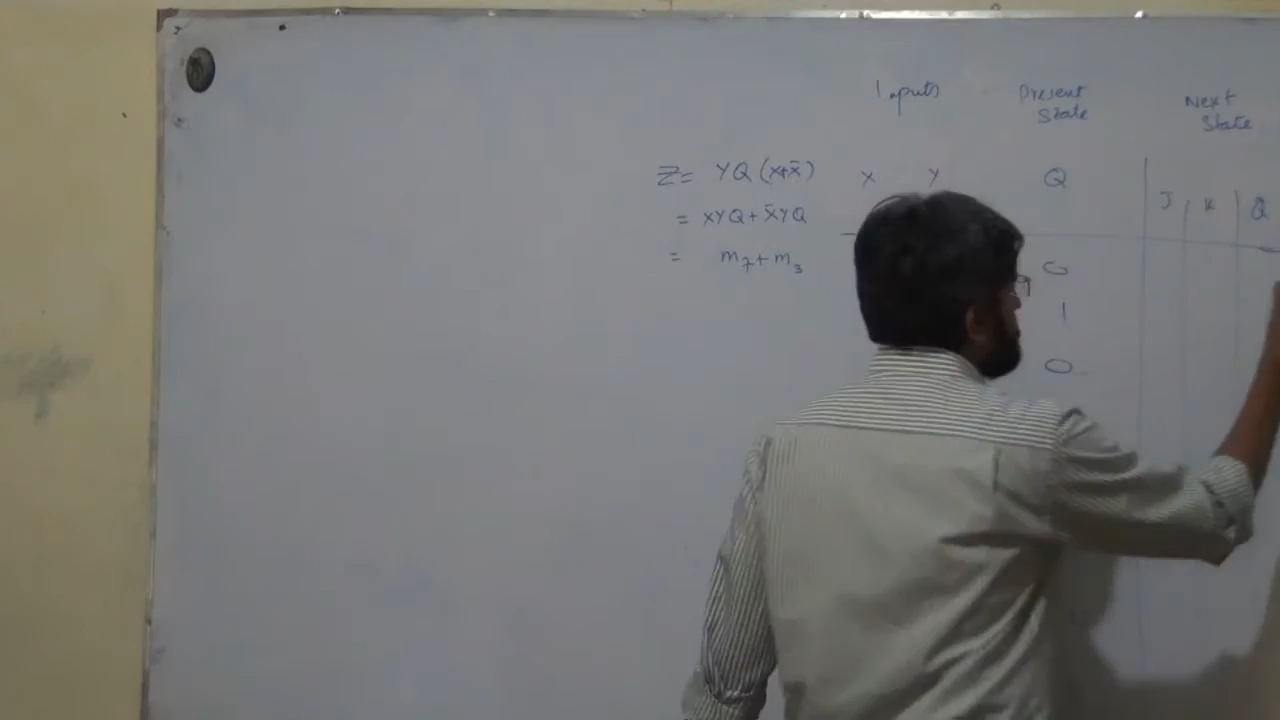 Inputs Present State Next State
Z = YQ (X+X̄) X Y Q
J K Q
= XYQ + X̄YQ
= m₇ + m₃
0
1
0